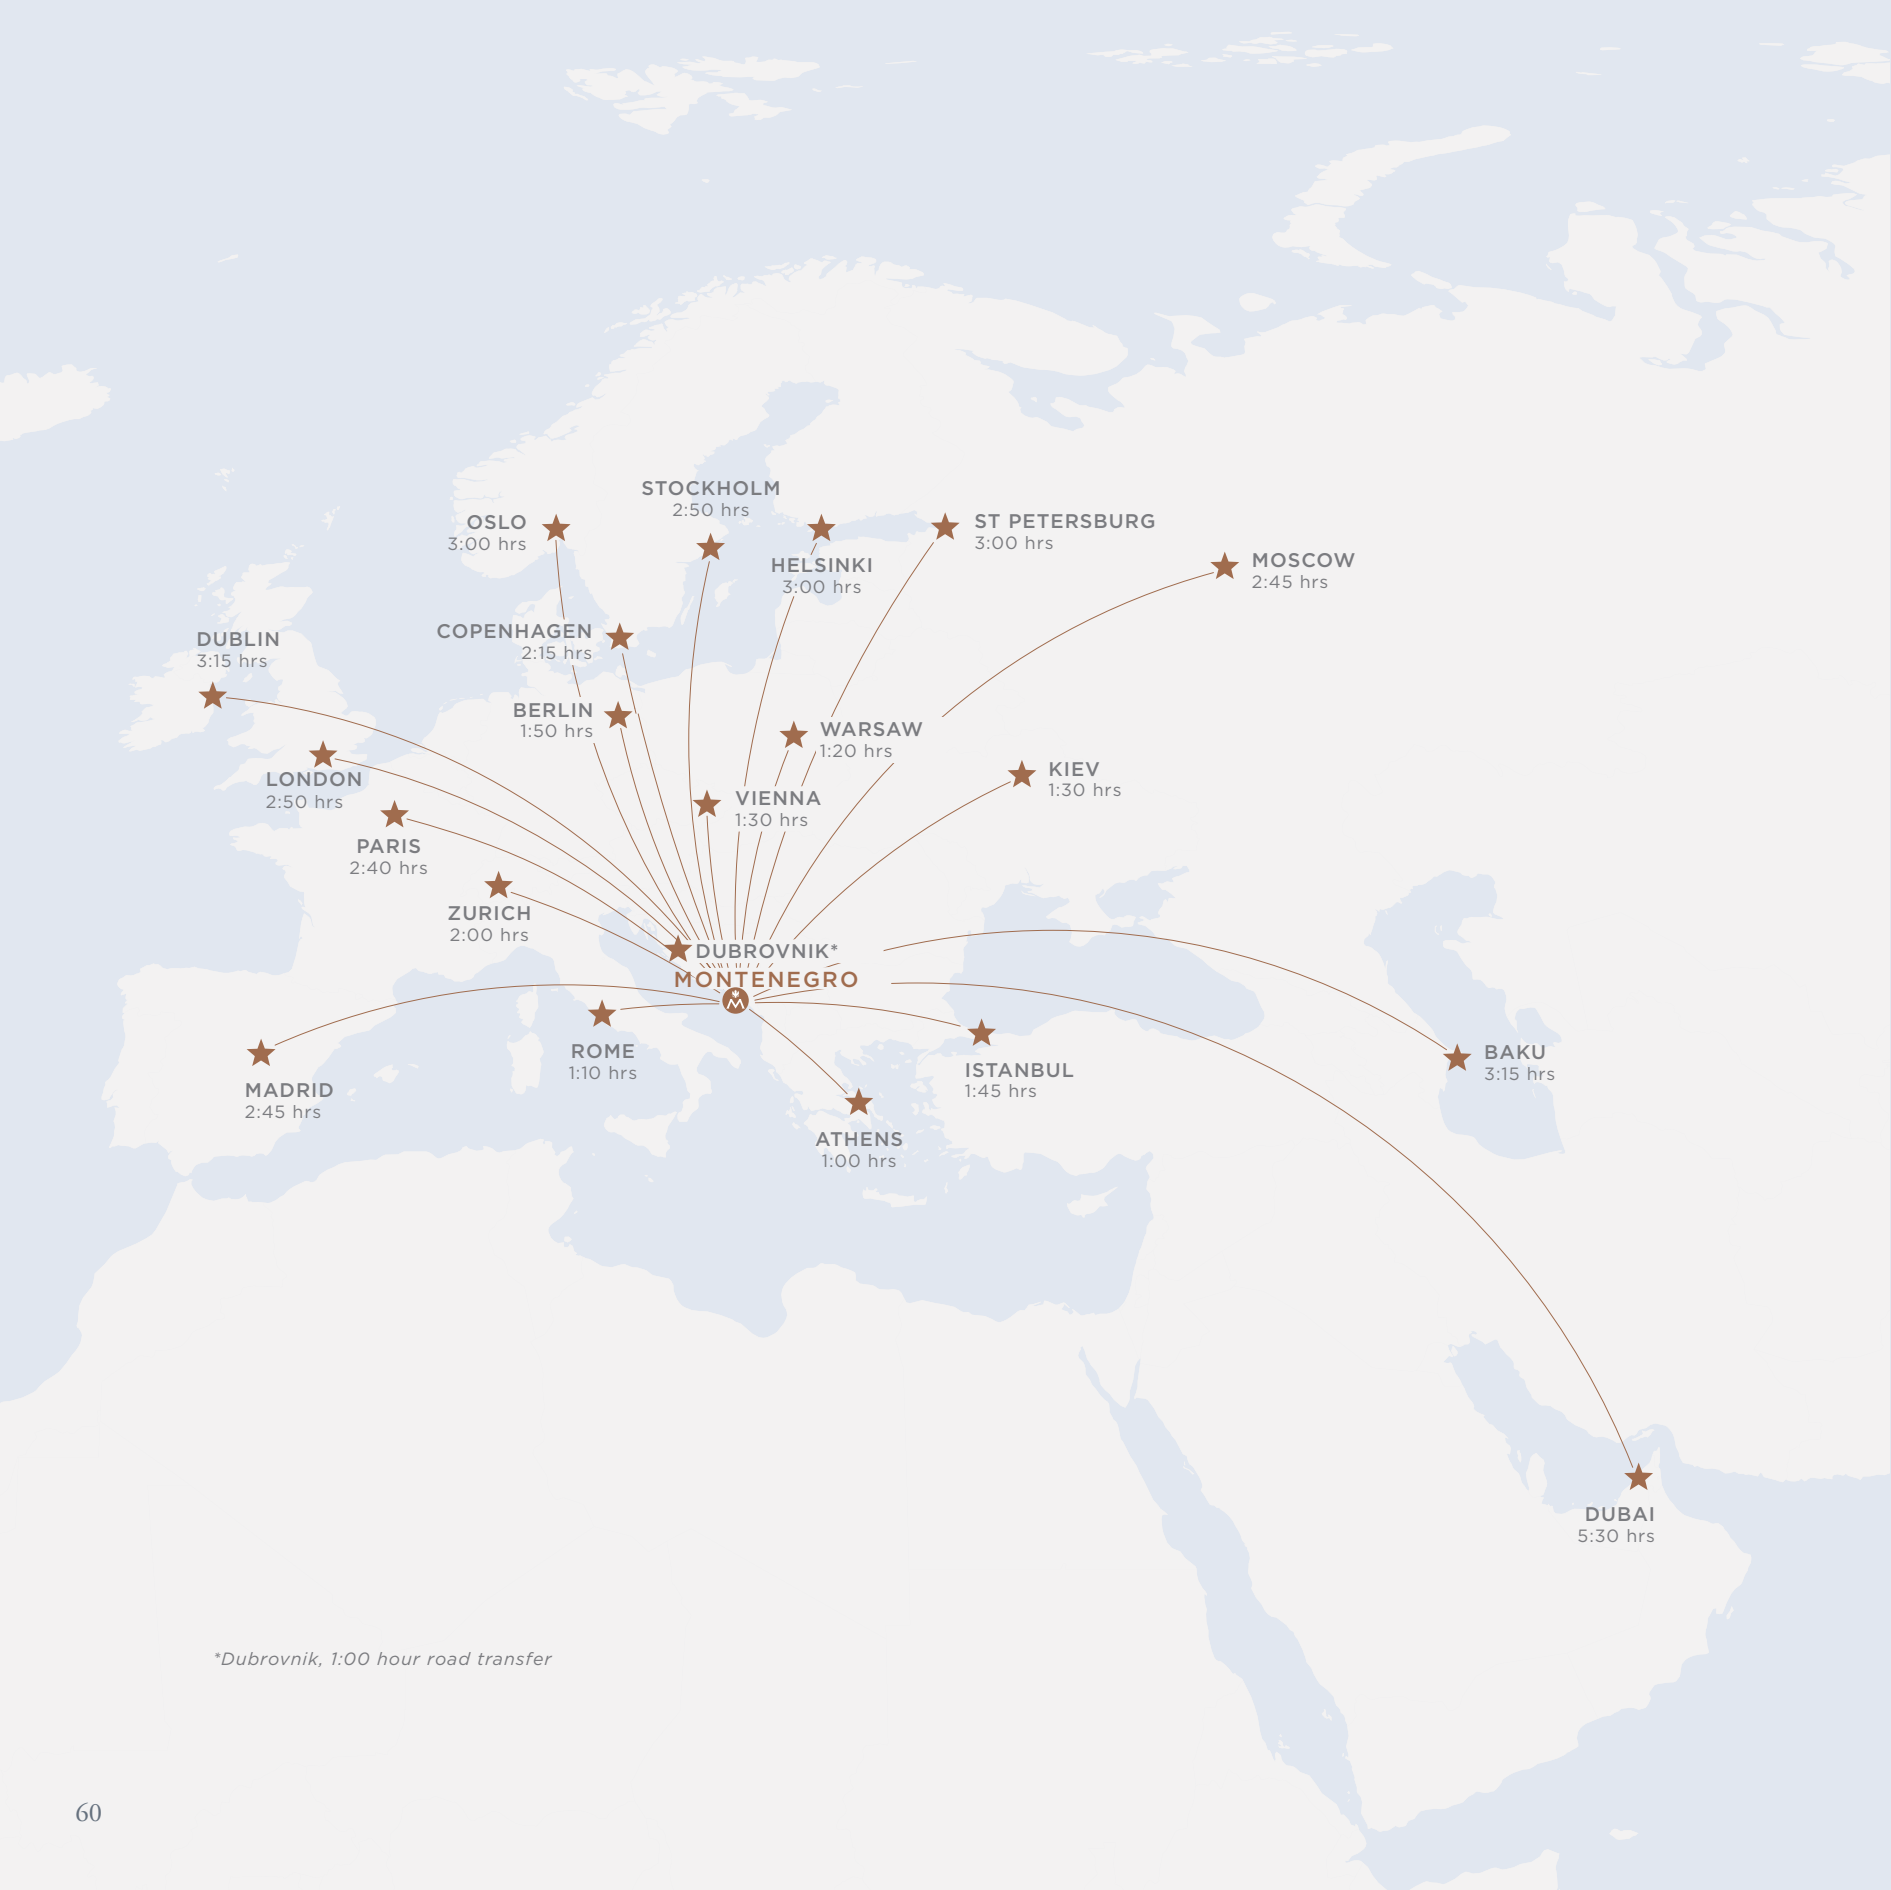 STOCKHOLM
2:50 hrs
OSLO
3:00 hrs
ST PETERSBURG
3:00 hrs
HELSINKI
3:00 hrs
MOSCOW
2:45 hrs
COPENHAGEN
2:15 hrs
DUBLIN
3:15 hrs
BERLIN
1:50 hrs
WARSAW
1:20 hrs
LONDON
2:50 hrs
KIEV
1:30 hrs
VIENNA
1:30 hrs
PARIS
2:40 hrs
ZURICH
2:00 hrs
DUBROVNIK*
MONTENEGRO
M
ROME
1:10 hrs
BAKU
3:15 hrs
ISTANBUL
1:45 hrs
MADRID
2:45 hrs
ATHENS
1:00 hrs
DUBAI
5:30 hrs
*Dubrovnik, 1:00 hour road transfer
60